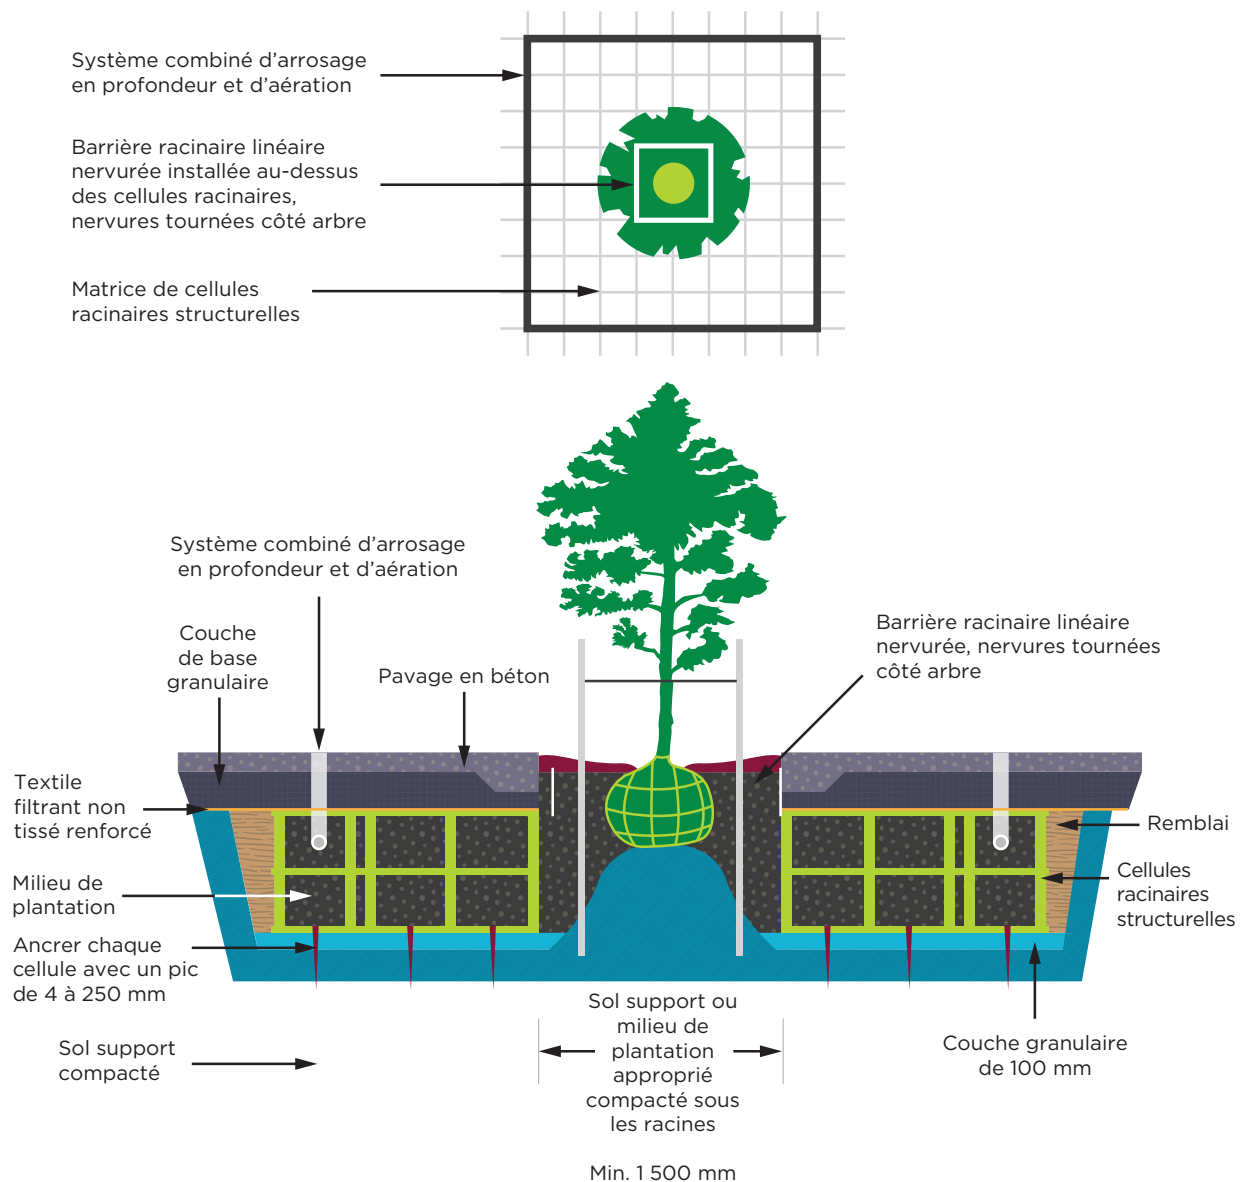 Système combiné d'arrosage
en profondeur et d'aération
Barrière racinaire linéaire
nervurée installée au-dessus
des cellules racinaires,
nervures tournées côté arbre
Matrice de cellules
racinaires structurelles
Système combiné d'arrosage
en profondeur et d'aération
Couche
de base
granulaire
Pavage en béton
Barrière racinaire linéaire
nervurée, nervures tournées
côté arbre
Textile
filtrant non
tissé renforcé
Remblai
Milieu de
plantation
Cellules
racinaires
structurelles
Ancrer chaque
cellule avec un pic
de 4 à 250 mm
Sol support
compacté
Sol support ou
milieu de
plantation
approprié
compacté sous
les racines
Min. 1 500 mm
Couche granulaire
de 100 mm